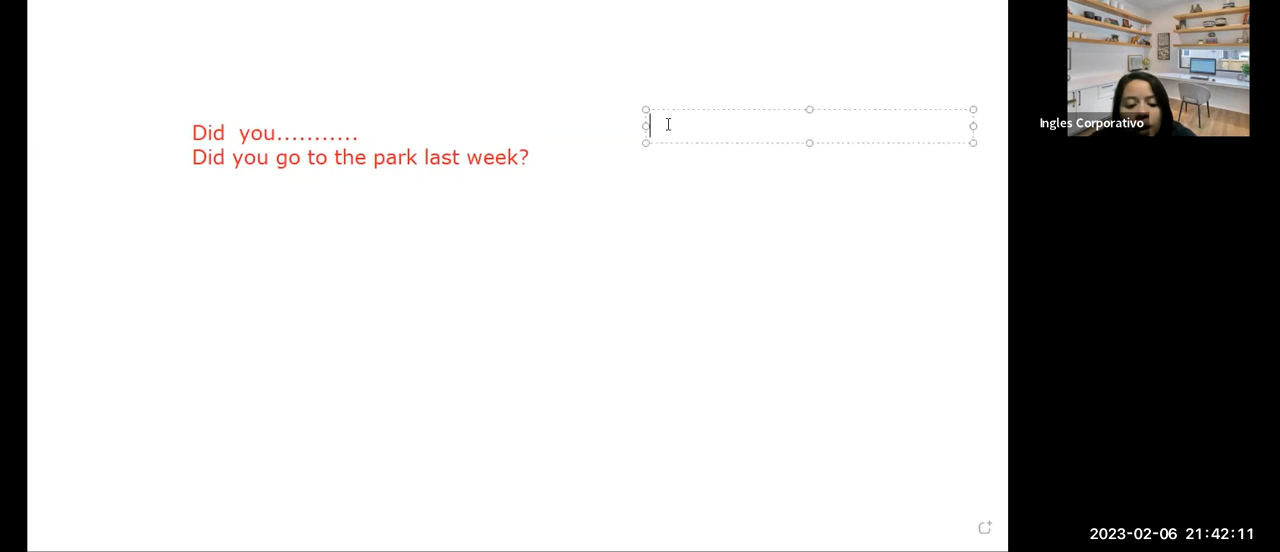 Did  you...........
Did you go to the park last week?
Ingles Corporativo
2023-02-06 21:42:11